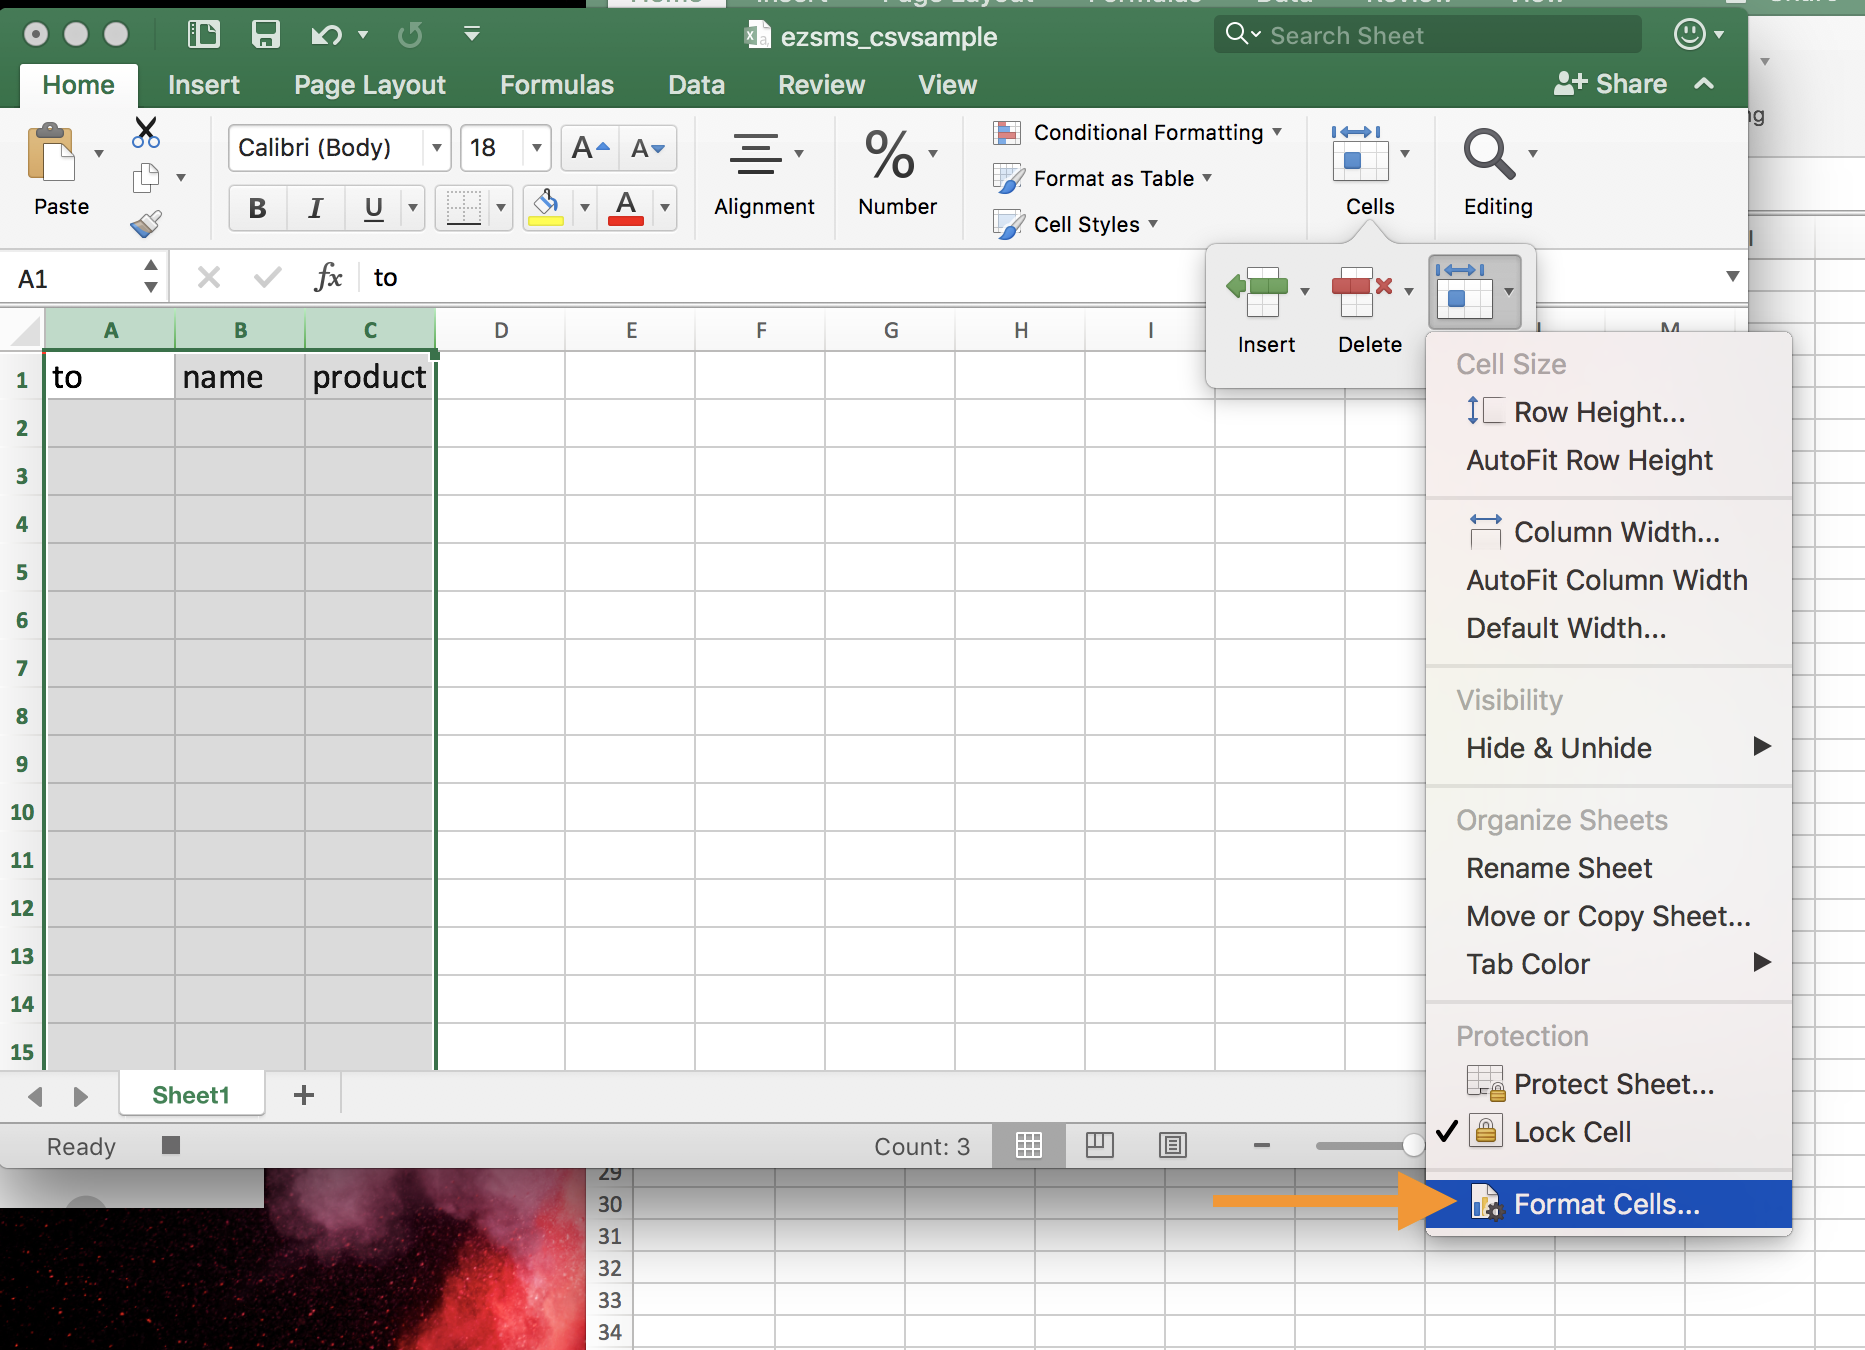 ezsms_csvsample
Search Sheet
Home Insert Page Layout Formulas Data Review View
Share
Paste
Calibri (Body) 18
A A
B I U A
Alignment
%
Number
Conditional Formatting
Format as Table
Cell Styles
Cells
Editing
A1 fx to
Insert Delete
A B C D E F G H I
1 to name product
2
3
4
5
6
7
8
9
10
11
12
13
14
15
Cell Size
Row Height...
AutoFit Row Height
Column Width...
AutoFit Column Width
Default Width...
Visibility
Hide & Unhide
Organize Sheets
Rename Sheet
Move or Copy Sheet...
Tab Color
Protection
Protect Sheet...
Lock Cell
Format Cells...
Sheet1 +
Ready Count: 3
29
30
31
32
33
34